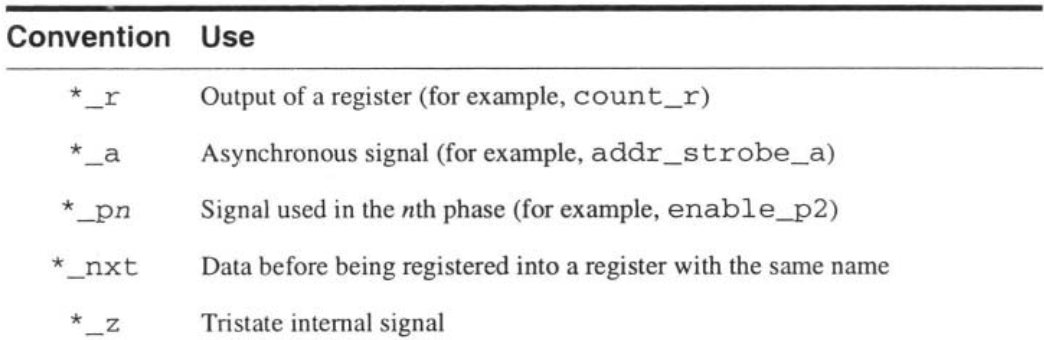 Convention Use
*_r Output of a register (for example, count_r)
*_a Asynchronous signal (for example, addr_strobe_a)
*_pn Signal used in the nth phase (for example, enable_p2)
*_nxt Data before being registered into a register with the same name
*_z Tristate internal signal